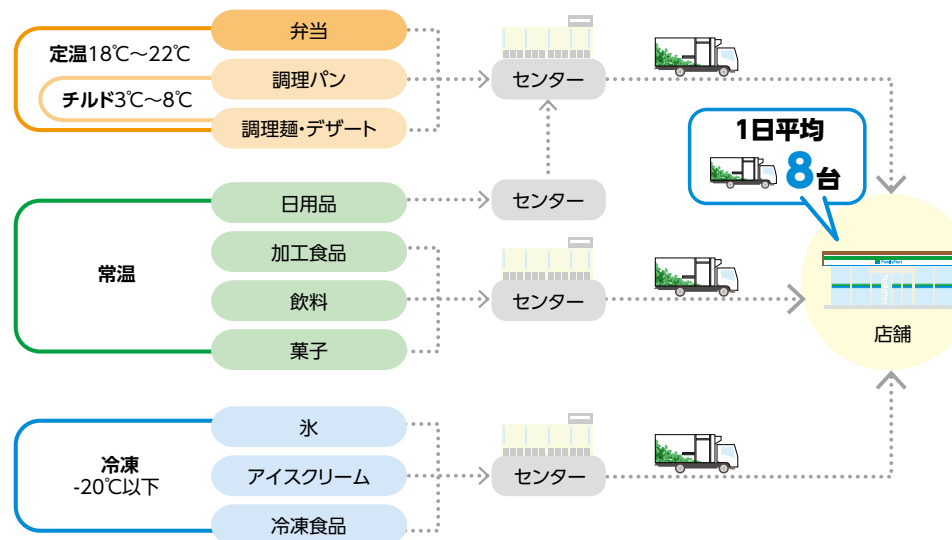 弁当
定温18℃～22℃
調理パン
チルド3℃～8℃
調理麺・デザート
センター
1日平均
8台
日用品
センター
常温
加工食品
飲料
菓子
センター
FamilyMart
FamilyMart
店舗
氷
冷凍
-20℃以下
アイスクリーム
冷凍食品
センター